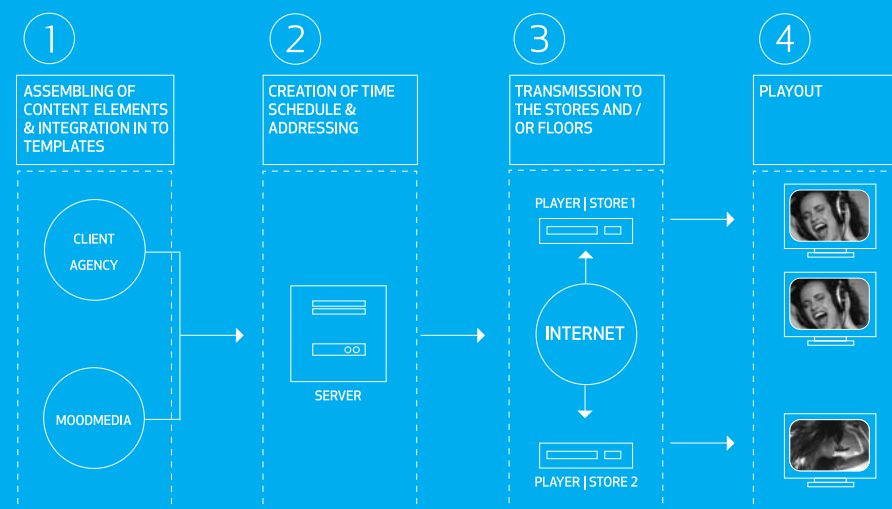 1
ASSEMBLING OF
CONTENT ELEMENTS
& INTEGRATION IN TO
TEMPLATES
CLIENT
AGENCY
MOODMEDIA
2
CREATION OF TIME
SCHEDULE &
ADDRESSING
SERVER
3
TRANSMISSION TO
THE STORES AND /
OR FLOORS
PLAYER | STORE 1
INTERNET
PLAYER | STORE 2
4
PLAYOUT